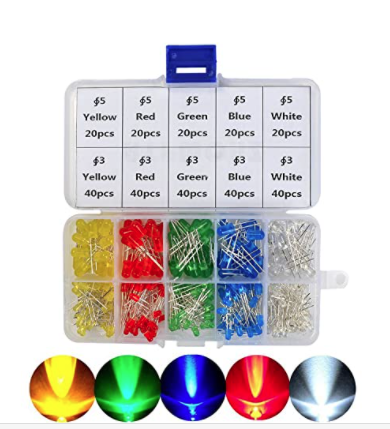 ∮5 ∮5 ∮5 ∮5 ∮5
Yellow Red Green Blue White
20pcs 20pcs 20pcs 20pcs 20pcs
∮3 ∮3 ∮3 ∮3 ∮3
Yellow Red Green Blue White
40pcs 40pcs 40pcs 40pcs 40pcs